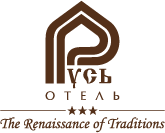 Русь
ОТЕЛЬ
The Renaissance of Traditions